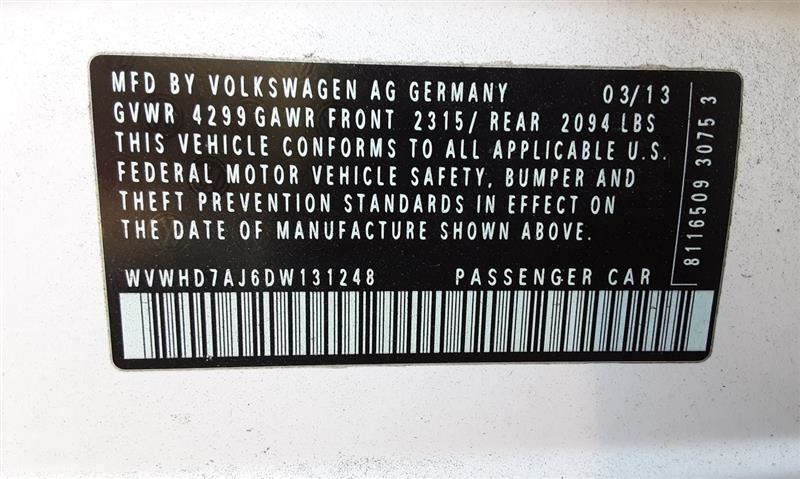 MFD BY VOLKSWAGEN AG GERMANY 03/13
GVWR 4299 GAWR FRONT 2315/ REAR 2094 LBS
THIS VEHICLE CONFORMS TO ALL APPLICABLE U.S.
FEDERAL MOTOR VEHICLE SAFETY, BUMPER AND
THEFT PREVENTION STANDARDS IN EFFECT ON
THE DATE OF MANUFACTURE SHOWN ABOVE.
WVWHD7AJ6DW131248 PASSENGER CAR
8116509 3075 3